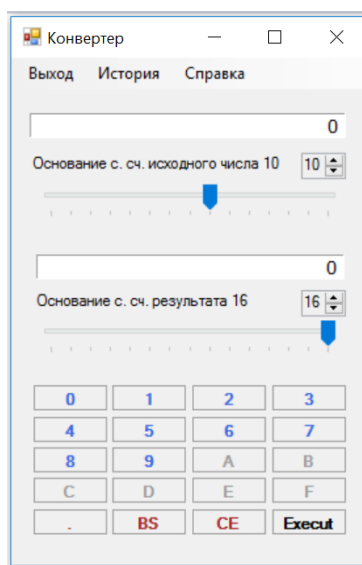 Конвертер
Выход История Справка
0
Основание с. сч. исходного числа 10 10
0
Основание с. сч. результата 16 16
0 1 2 3
4 5 6 7
8 9 A B
C D E F
. BS CE Execut